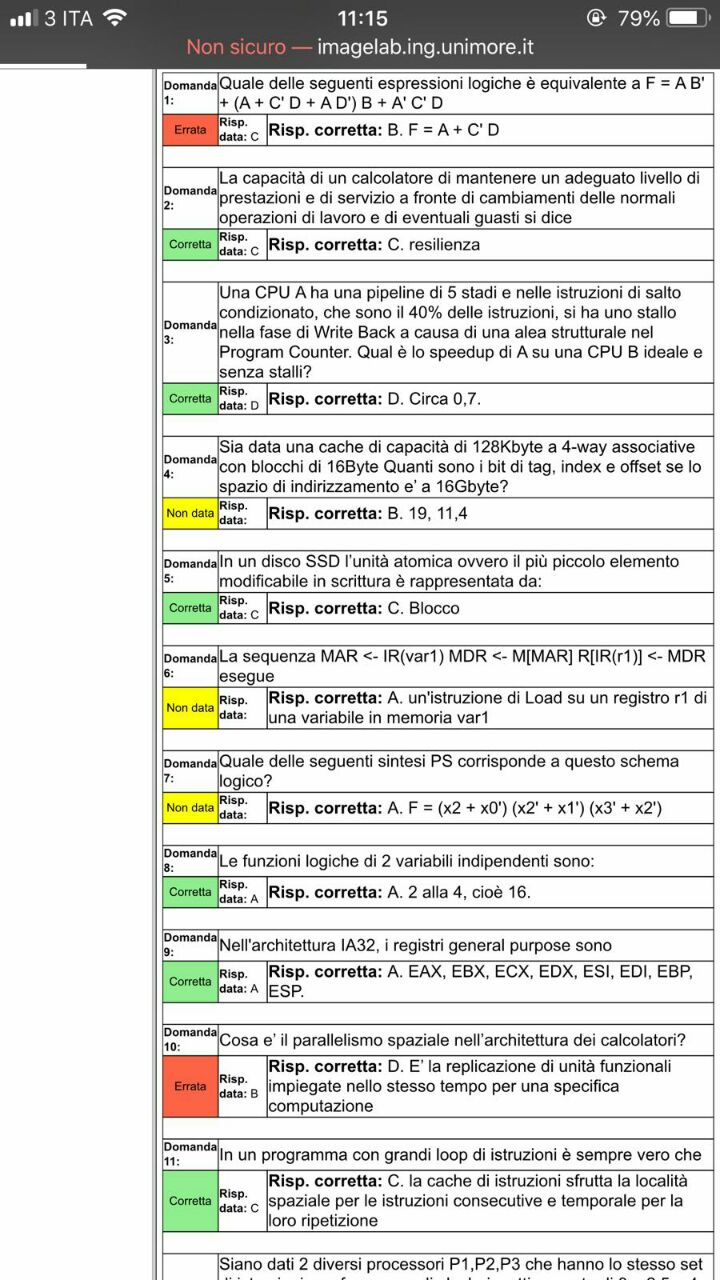 3 ITA 11:15 79%
Non sicuro — imagelab.ing.unimore.it
Domanda 1:
Quale delle seguenti espressioni logiche è equivalente a F = A B'
+ (A + C' D + A D') B + A' C' D
Errata
Risp. data: C
Risp. corretta: B. F = A + C' D
Domanda 2:
La capacità di un calcolatore di mantenere un adeguato livello di
prestazioni e di servizio a fronte di cambiamenti delle normali
operazioni di lavoro e di eventuali guasti si dice
Corretta
Risp. data: C
Risp. corretta: C. resilienza
Domanda 3:
Una CPU A ha una pipeline di 5 stadi e nelle istruzioni di salto
condizionato, che sono il 40% delle istruzioni, si ha uno stallo
nella fase di Write Back a causa di una alea strutturale nel
Program Counter. Qual è lo speedup di A su una CPU B ideale e
senza stalli?
Corretta
Risp. data: D
Risp. corretta: D. Circa 0,7.
Domanda 4:
Sia data una cache di capacità di 128Kbyte a 4-way associative
con blocchi di 16Byte Quanti sono i bit di tag, index e offset se lo
spazio di indirizzamento e' a 16Gbyte?
Non data
Risp. data:
Risp. corretta: B. 19, 11,4
Domanda 5:
In un disco SSD l'unità atomica ovvero il più piccolo elemento
modificabile in scrittura è rappresentata da:
Corretta
Risp. data: C
Risp. corretta: C. Blocco
Domanda 6:
La sequenza MAR <- IR(var1) MDR <- M[MAR] R[IR(r1)] <- MDR
esegue
Non data
Risp. data:
Risp. corretta: A. un'istruzione di Load su un registro r1 di
una variabile in memoria var1
Domanda 7:
Quale delle seguenti sintesi PS corrisponde a questo schema
logico?
Non data
Risp. data:
Risp. corretta: A. F = (x2 + x0') (x2' + x1') (x3' + x2')
Domanda 8:
Le funzioni logiche di 2 variabili indipendenti sono:
Corretta
Risp. data: A
Risp. corretta: A. 2 alla 4, cioè 16.
Domanda 9:
Nell'architettura IA32, i registri general purpose sono
Corretta
Risp. data: A
Risp. corretta: A. EAX, EBX, ECX, EDX, ESI, EDI, EBP,
ESP.
Domanda 10:
Cosa e' il parallelismo spaziale nell'architettura dei calcolatori?
Errata
Risp. data: B
Risp. corretta: D. E' la replicazione di unità funzionali
impiegate nello stesso tempo per una specifica
computazione
Domanda 11:
In un programma con grandi loop di istruzioni è sempre vero che
Corretta
Risp. data: C
Risp. corretta: C. la cache di istruzioni sfrutta la località
spaziale per le istruzioni consecutive e temporale per la
loro ripetizione
Siano dati 2 diversi processori P1,P2,P3 che hanno lo stesso set